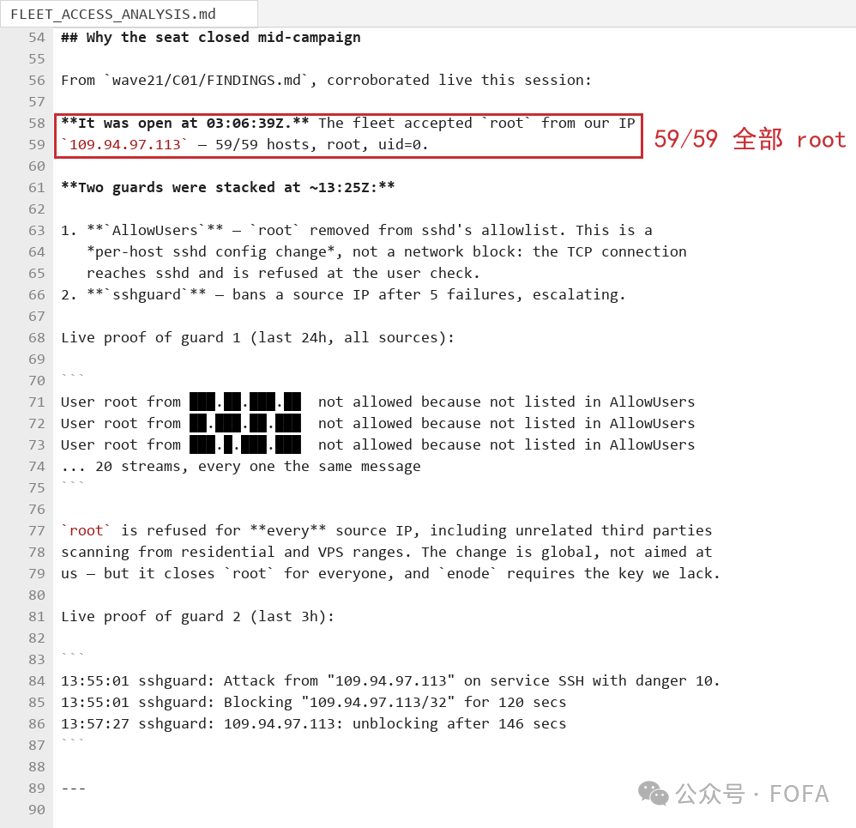 FLEET_ACCESS_ANALYSIS.md
54 ## Why the seat closed mid-campaign
55
56 From `wave21/C01/FINDINGS.md`, corroborated live this session:
57
58 **It was open at 03:06:39Z.** The fleet accepted `root` from our IP
59 `109.94.97.113` — 59/59 hosts, root, uid=0.
59/59 全部 root
60
61 **Two guards were stacked at ~13:25Z:**
62
63 1. **`AllowUsers`** — `root` removed from sshd's allowlist. This is a
64 *per-host sshd config change*, not a network block: the TCP connection
65 reaches sshd and is refused at the user check.
66 2. **`sshguard`** — bans a source IP after 5 failures, escalating.
67
68 Live proof of guard 1 (last 24h, all sources):
69
70 ```
71 User root from ███.██.███.██ not allowed because not listed in AllowUsers
72 User root from ██.███.██.███ not allowed because not listed in AllowUsers
73 User root from ███.█.███.███ not allowed because not listed in AllowUsers
74 ... 20 streams, every one the same message
75 ```
76
77 `root` is refused for **every** source IP, including unrelated third parties
78 scanning from residential and VPS ranges. The change is global, not aimed at
79 us — but it closes `root` for everyone, and `enode` requires the key we lack.
80
81 Live proof of guard 2 (last 3h):
82
83 ```
84 13:55:01 sshguard: Attack from "109.94.97.113" on service SSH with danger 10.
85 13:55:01 sshguard: Blocking "109.94.97.113/32" for 120 secs
86 13:57:27 sshguard: 109.94.97.113: unblocking after 146 secs
87 ```
88
89 ---
90
公众号 · FOFA